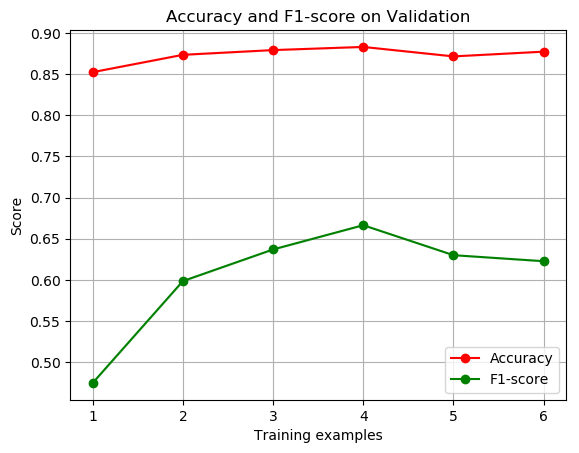 Accuracy and F1-score on Validation
0.90
0.85
0.80
0.75
0.70
0.65
0.60
0.55
0.50
Score
Accuracy
F1-score
1 2 3 4 5 6
Training examples